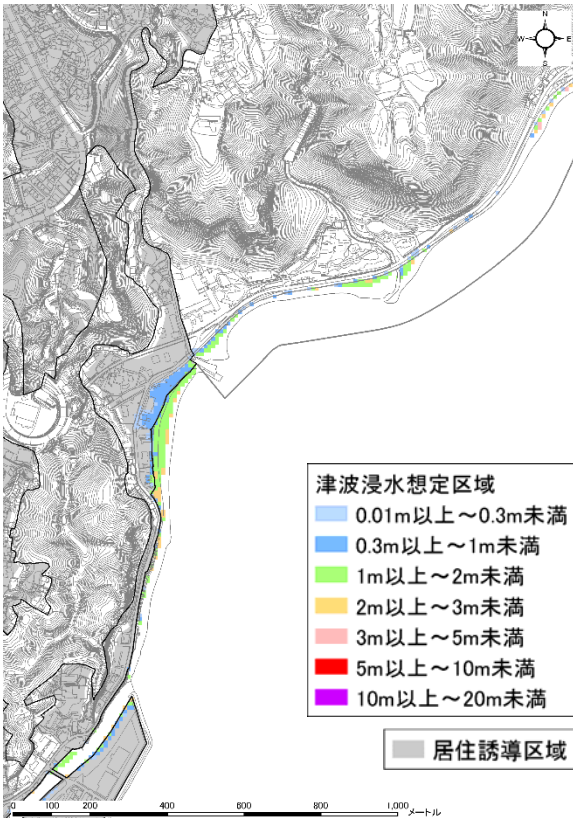 N
W E
S
津波浸水想定区域
0.01m以上～0.3m未満
0.3m以上～1m未満
1m以上～2m未満
2m以上～3m未満
3m以上～5m未満
5m以上～10m未満
10m以上～20m未満
居住誘導区域
0 100 200 400 600 800 1,000 メートル